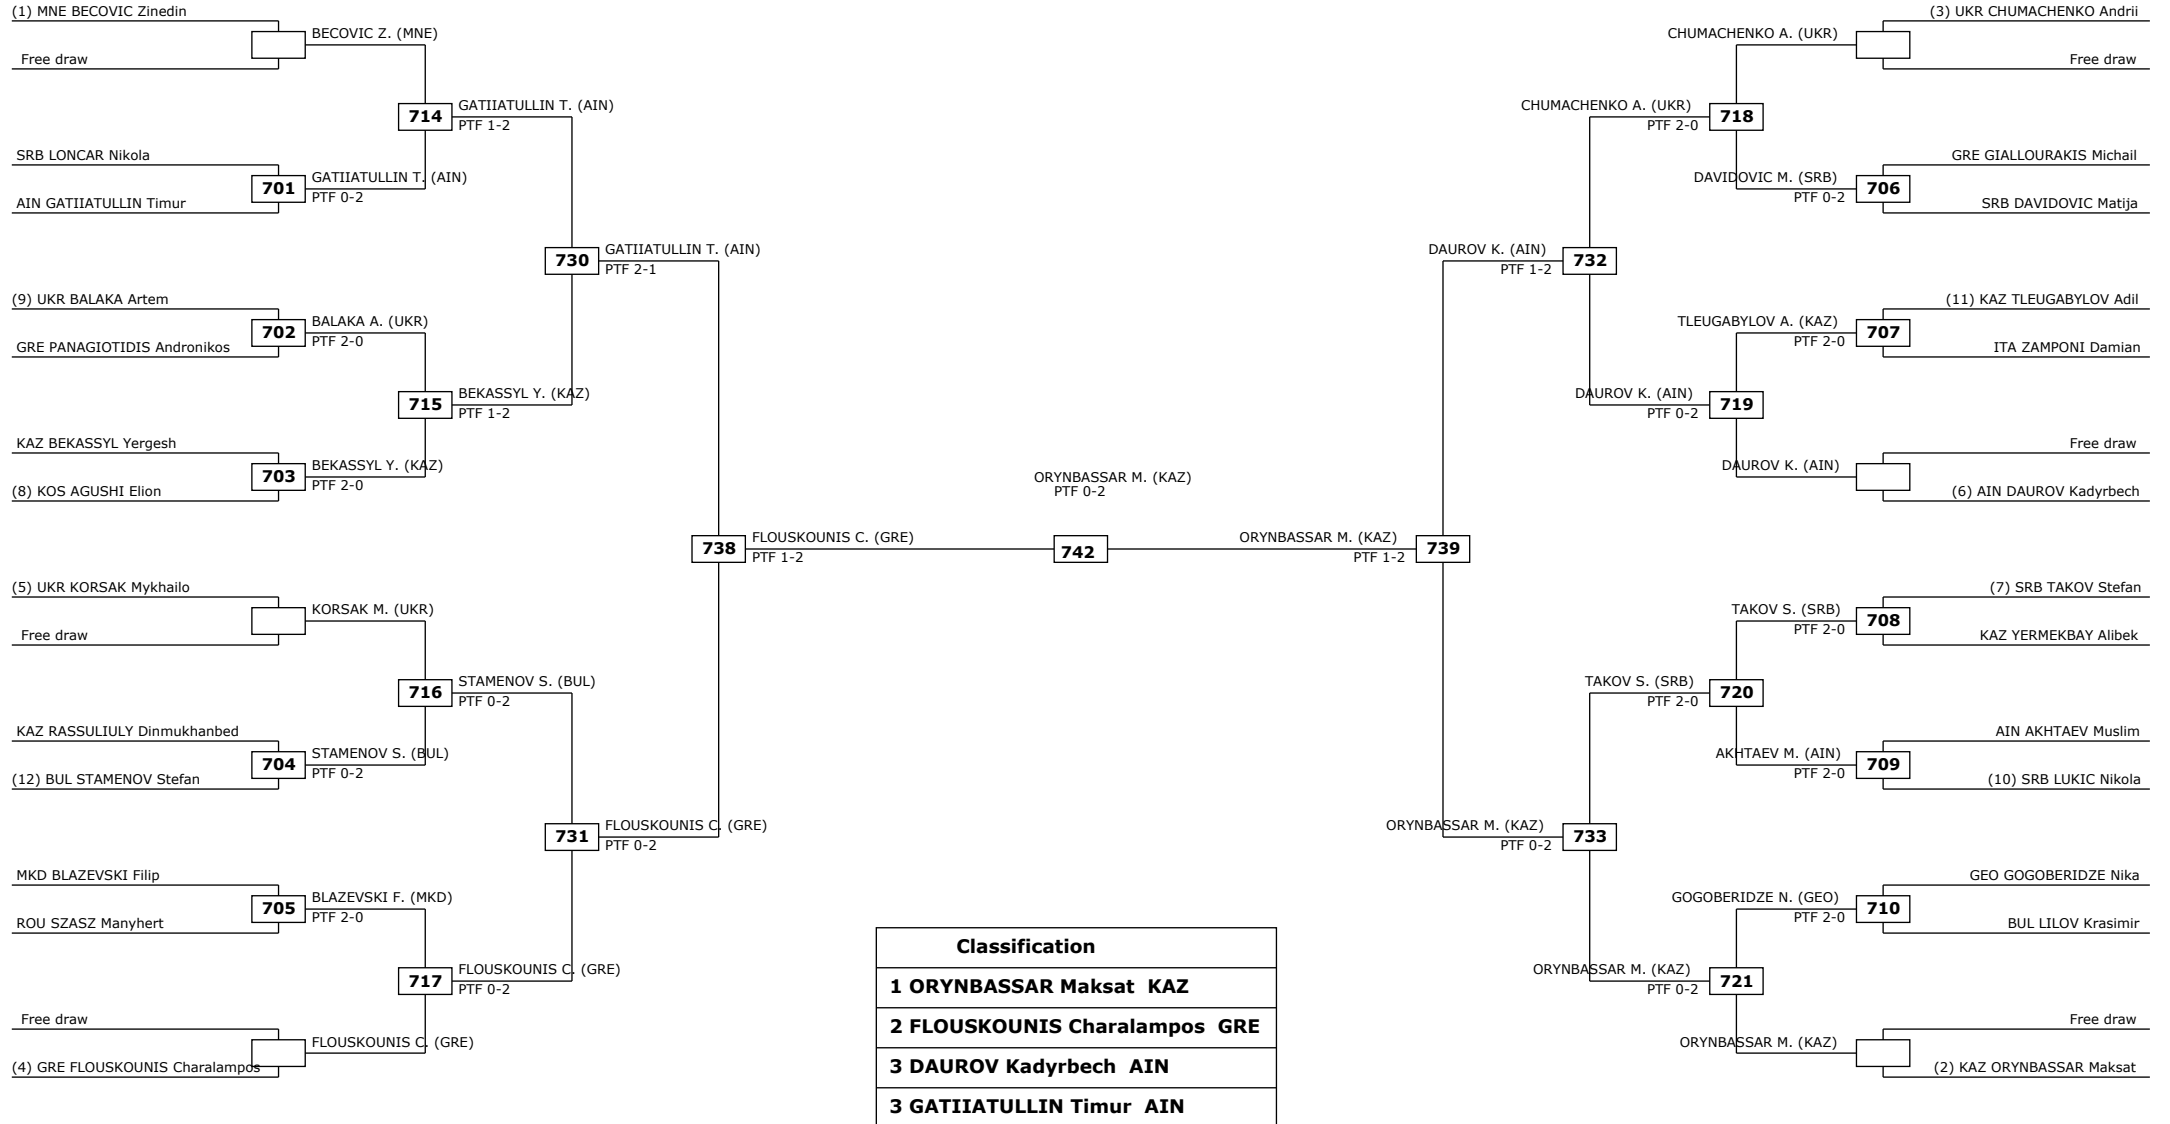 (1) MNE BECOVIC Zinedin
BECOVIC Z. (MNE)
Free draw
714
GATIIATULLIN T. (AIN)
PTF 1-2
SRB LONCAR Nikola
701
GATIIATULLIN T. (AIN)
PTF 0-2
AIN GATIIATULLIN Timur
730
GATIIATULLIN T. (AIN)
PTF 2-1
(9) UKR BALAKA Artem
702
BALAKA A. (UKR)
PTF 2-0
GRE PANAGIOTIDIS Andronikos
715
BEKASSYL Y. (KAZ)
PTF 1-2
KAZ BEKASSYL Yergesh
703
BEKASSYL Y. (KAZ)
PTF 2-0
(8) KOS AGUSHI Elion
738
FLOUSKOUNIS C. (GRE)
PTF 1-2
(5) UKR KORSAK Mykhailo
KORSAK M. (UKR)
Free draw
716
STAMENOV S. (BUL)
PTF 0-2
KAZ RASSULIULY Dinmukhanbed
704
STAMENOV S. (BUL)
PTF 0-2
(12) BUL STAMENOV Stefan
731
FLOUSKOUNIS C. (GRE)
PTF 0-2
MKD BLAZEVSKI Filip
705
BLAZEVSKI F. (MKD)
PTF 2-0
ROU SZASZ Manyhert
717
FLOUSKOUNIS C. (GRE)
PTF 0-2
Free draw
FLOUSKOUNIS C. (GRE)
(4) GRE FLOUSKOUNIS Charalampos
ORYNBASSAR M. (KAZ)
PTF 0-2
742
(3) UKR CHUMACHENKO Andrii
CHUMACHENKO A. (UKR)
Free draw
CHUMACHENKO A. (UKR)
PTF 2-0
718
GRE GIALLOURAKIS Michail
DAVIDOVIC M. (SRB)
PTF 0-2
706
SRB DAVIDOVIC Matija
DAUROV K. (AIN)
PTF 1-2
732
(11) KAZ TLEUGABYLOV Adil
TLEUGABYLOV A. (KAZ)
PTF 2-0
707
ITA ZAMPONI Damian
DAUROV K. (AIN)
PTF 0-2
719
Free draw
DAUROV K. (AIN)
(6) AIN DAUROV Kadyrbech
ORYNBASSAR M. (KAZ)
PTF 1-2
739
(7) SRB TAKOV Stefan
TAKOV S. (SRB)
PTF 2-0
708
KAZ YERMEKBAY Alibek
TAKOV S. (SRB)
PTF 2-0
720
AIN AKHTAEV Muslim
AKHTAEV M. (AIN)
PTF 2-0
709
(10) SRB LUKIC Nikola
ORYNBASSAR M. (KAZ)
PTF 0-2
733
GEO GOGOBERIDZE Nika
GOGOBERIDZE N. (GEO)
PTF 2-0
710
BUL LILOV Krasimir
ORYNBASSAR M. (KAZ)
PTF 0-2
721
Free draw
ORYNBASSAR M. (KAZ)
(2) KAZ ORYNBASSAR Maksat
Classification
1 ORYNBASSAR Maksat KAZ
2 FLOUSKOUNIS Charalampos GRE
3 DAUROV Kadyrbech AIN
3 GATIIATULLIN Timur AIN